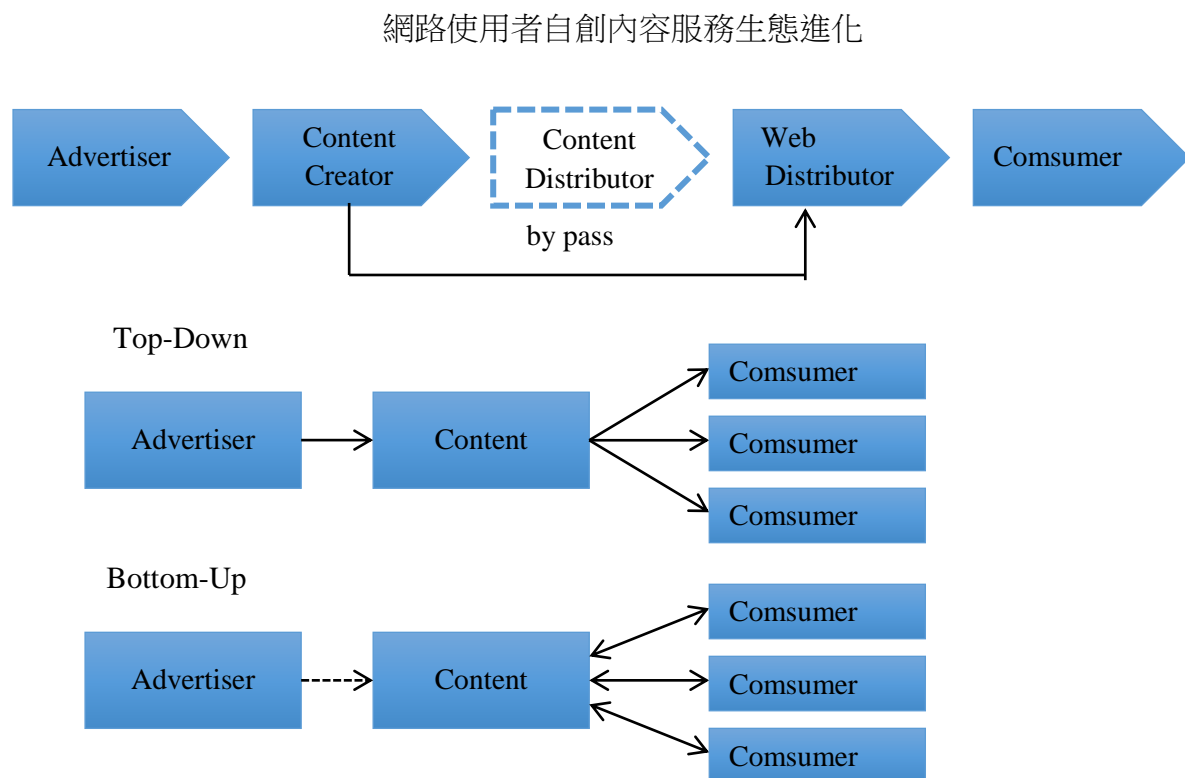 網路使用者自創內容服務生態進化
Advertiser
Content
Creator
Content
Distributor
Web
Distributor
Comsumer
by pass
Top-Down
Advertiser
Content
Comsumer
Comsumer
Comsumer
Bottom-Up
Advertiser
Content
Comsumer
Comsumer
Comsumer